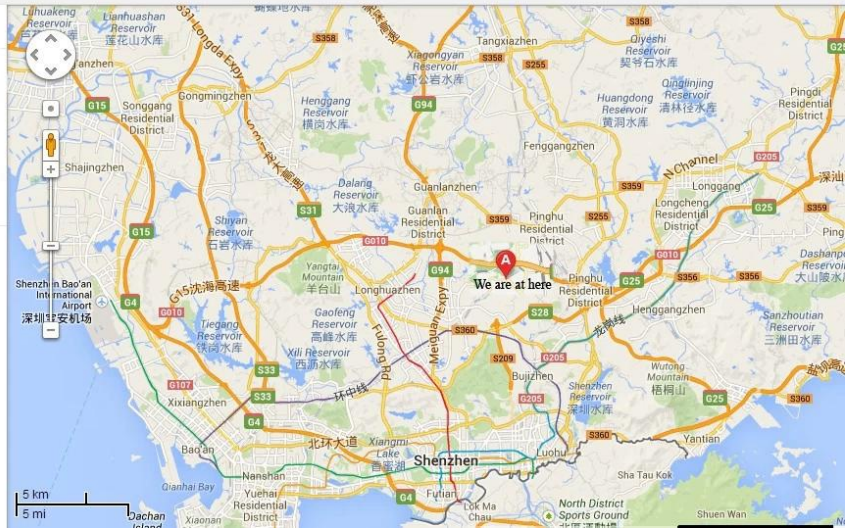 Luhuakeng
Reservoir
Lianhuashan
Reservoir
莲花山水库
S31 Longda Expy
S358
Tangxiazhen
S358
Qiyeshi
Reservoir
契爷石水库
S358
G25
Gongmingzhen
Xiagongyan
Reservoir
虾公岩水库
S255
Qinglinjing
Reservoir
清林径水库
Pingdi
Residential
District
G15
Songgang
Residential
District
Henggang
Reservoir
横岗水库
G94
Huangdong
Reservoir
黄洞水库
Fenggangzhen
Shajingzhen
N Channel
G205
Longgang
Dalang
Reservoir
大浪水库
Guanlanzhen
S359
Longcheng
Residential
District
G25
S359
S31
Guanlan
Residential
District
S359
Pinghu
Residential
District
S255
G15
Shiyan
Reservoir
石岩水库
G010
A
We are at here
G94
G010
Yangtai
Mountain
羊台山
Pinghu
Residential
District
G25
S356
S356
Shenzhen Bao'an
International
Airport
深圳宝安机场
G4
G15沈海高速
Longhuazhen
Meiguan Expy
S28
Henggangzhen
G010
Tiegang
Reservoir
铁岗水库
Gaofeng
Reservoir
高峰水库
Fulong Rd
S360
龙岗线
Sanzhoutian
Reservoir
三洲田水库
Xili Reservoir
西沥水库
S209
G205
Wutong
Mountain
梧桐山
S33
Bujizhen
G107
S33
环中线
G205
Shenzhen
Reservoir
深圳水库
G25
S360
Xixiangzhen
G4
北环大道
Xiangmi
Lake
香蜜湖
S360
Yantian
Bao'an
Shenzhen
Luohu
Nanshan
Sha Tau Kok
Qianhai Bay
Yuehai
Residential
District
G4
Futian
Lok Ma
Chau
North District
Sports Ground
Shuen Wan
5 km
5 mi
Dachan
Island
Xiaonan